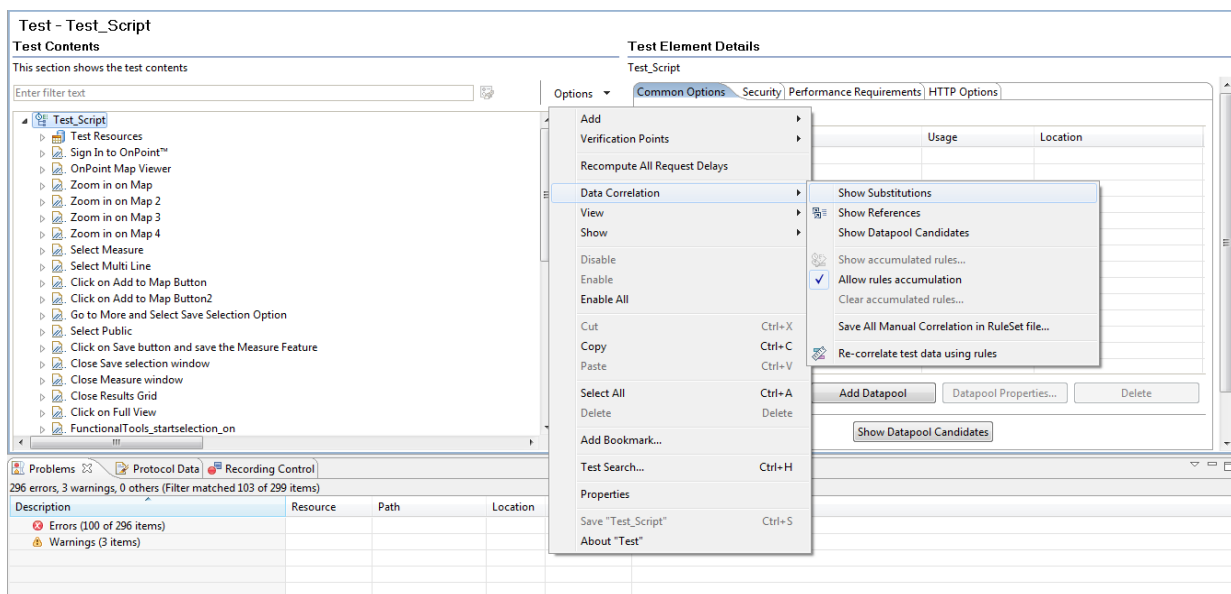 Test - Test_Script
Test Contents
This section shows the test contents
Enter filter text
Options
Test_Script
Test Resources
Sign In to OnPoint™
OnPoint Map Viewer
Zoom in on Map
Zoom in on Map 2
Zoom in on Map 3
Zoom in on Map 4
Select Measure
Select Multi Line
Click on Add to Map Button
Click on Add to Map Button2
Go to More and Select Save Selection Option
Select Public
Click on Save button and save the Measure Feature
Close Save selection window
Close Measure window
Close Results Grid
Click on Full View
FunctionalTools_startselection_on
Test Element Details
Test_Script
Common Options Security Performance Requirements HTTP Options
Usage Location
Add
Verification Points
Recompute All Request Delays
Data Correlation
View
Show
Disable
Enable
Enable All
Cut Ctrl+X
Copy Ctrl+C
Paste Ctrl+V
Select All Ctrl+A
Delete Delete
Add Bookmark...
Test Search... Ctrl+H
Properties
Save "Test_Script" Ctrl+S
About "Test"
Show Substitutions
Show References
Show Datapool Candidates
Show accumulated rules...
Allow rules accumulation
Clear accumulated rules...
Save All Manual Correlation in RuleSet file...
Re-correlate test data using rules
Add Datapool Datapool Properties... Delete
Show Datapool Candidates
Problems Protocol Data Recording Control
296 errors, 3 warnings, 0 others (Filter matched 103 of 299 items)
Description Resource Path Location
Errors (100 of 296 items)
Warnings (3 items)